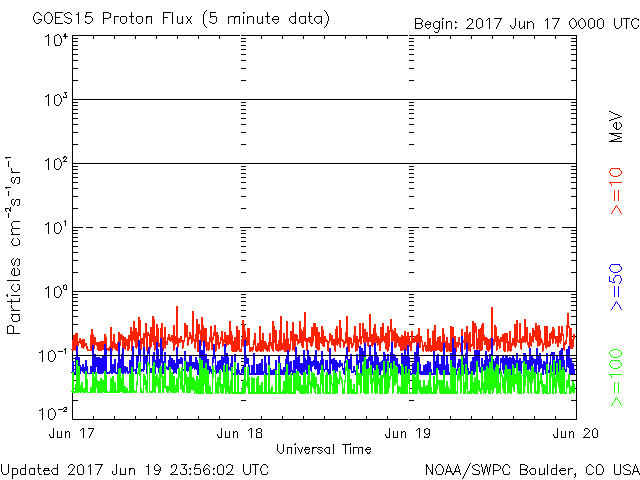 GOES15 Proton Flux (5 minute data)
Begin: 2017 Jun 17 0000 UTC
Particles cm⁻²s⁻¹sr⁻¹
10⁴
10³
10²
10¹
10⁰
10⁻¹
10⁻²
Jun 17
Jun 18
Jun 19
Jun 20
Universal Time
MeV
>=10
>=50
>=100
Updated 2017 Jun 19 23:56:02 UTC
NOAA/SWPC Boulder, CO USA